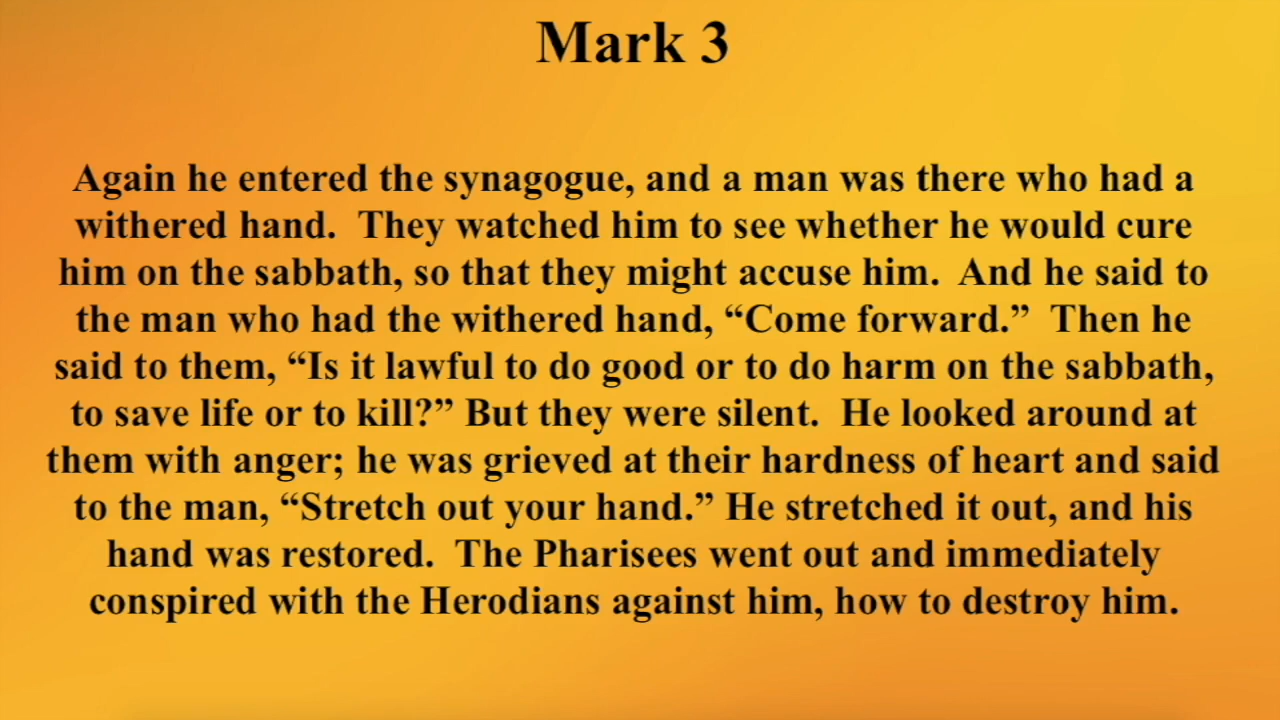 Mark 3
Again he entered the synagogue, and a man was there who had a
withered hand.  They watched him to see whether he would cure
him on the sabbath, so that they might accuse him.  And he said to
the man who had the withered hand, “Come forward.”  Then he
said to them, “Is it lawful to do good or to do harm on the sabbath,
to save life or to kill?” But they were silent.  He looked around at
them with anger; he was grieved at their hardness of heart and said
to the man, “Stretch out your hand.” He stretched it out, and his
hand was restored.  The Pharisees went out and immediately
conspired with the Herodians against him, how to destroy him.